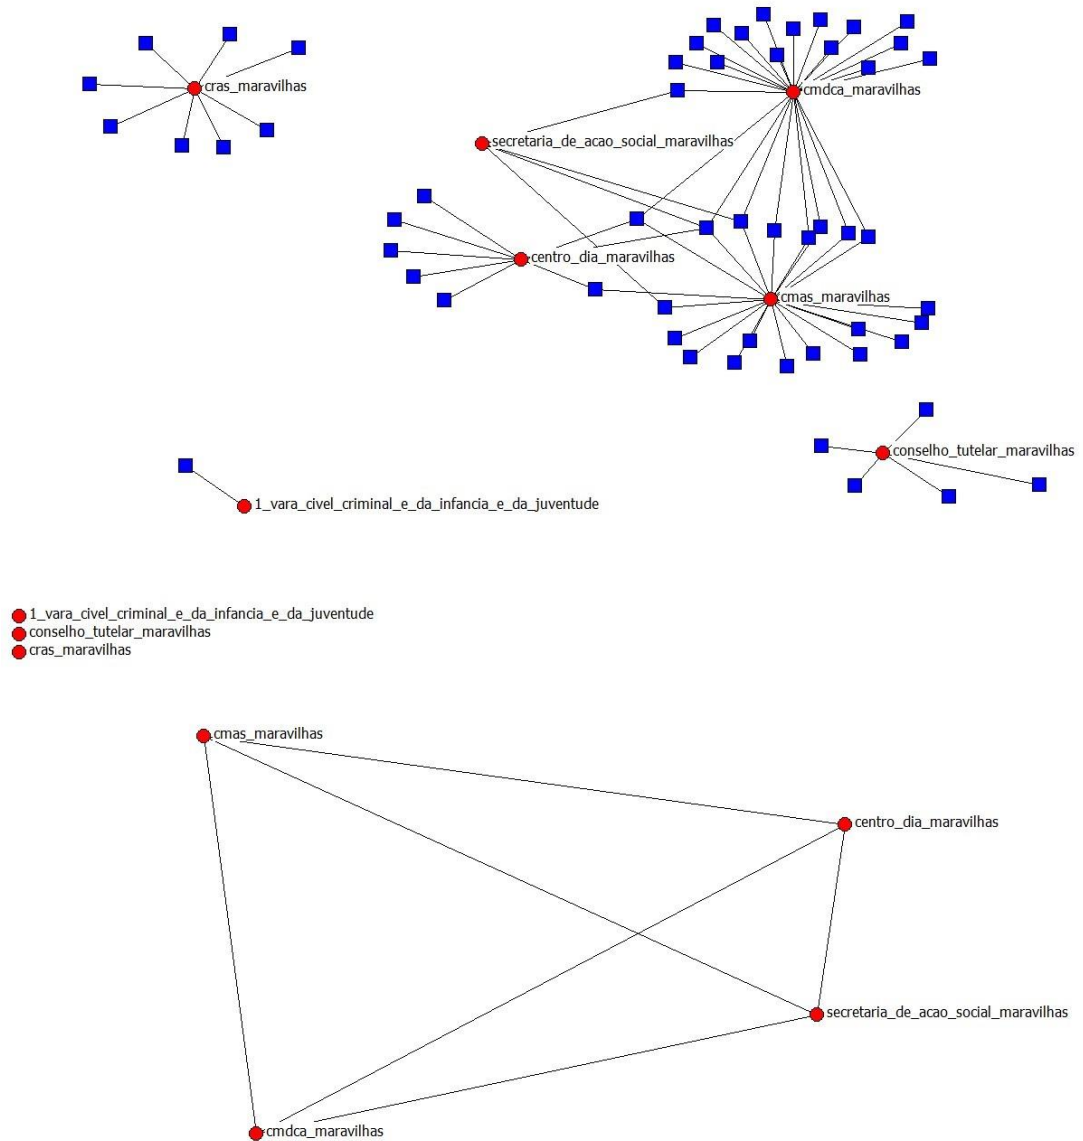 cras_maravilhas
cmdca_maravilhas
secretaria_de_acao_social_maravilhas
centro_dia_maravilhas
cmas_maravilhas
conselho_tutelar_maravilhas
1_vara_civel_criminal_e_da_infancia_e_da_juventude
1_vara_civel_criminal_e_da_infancia_e_da_juventude
conselho_tutelar_maravilhas
cras_maravilhas
cmas_maravilhas
centro_dia_maravilhas
secretaria_de_acao_social_maravilhas
cmdca_maravilhas